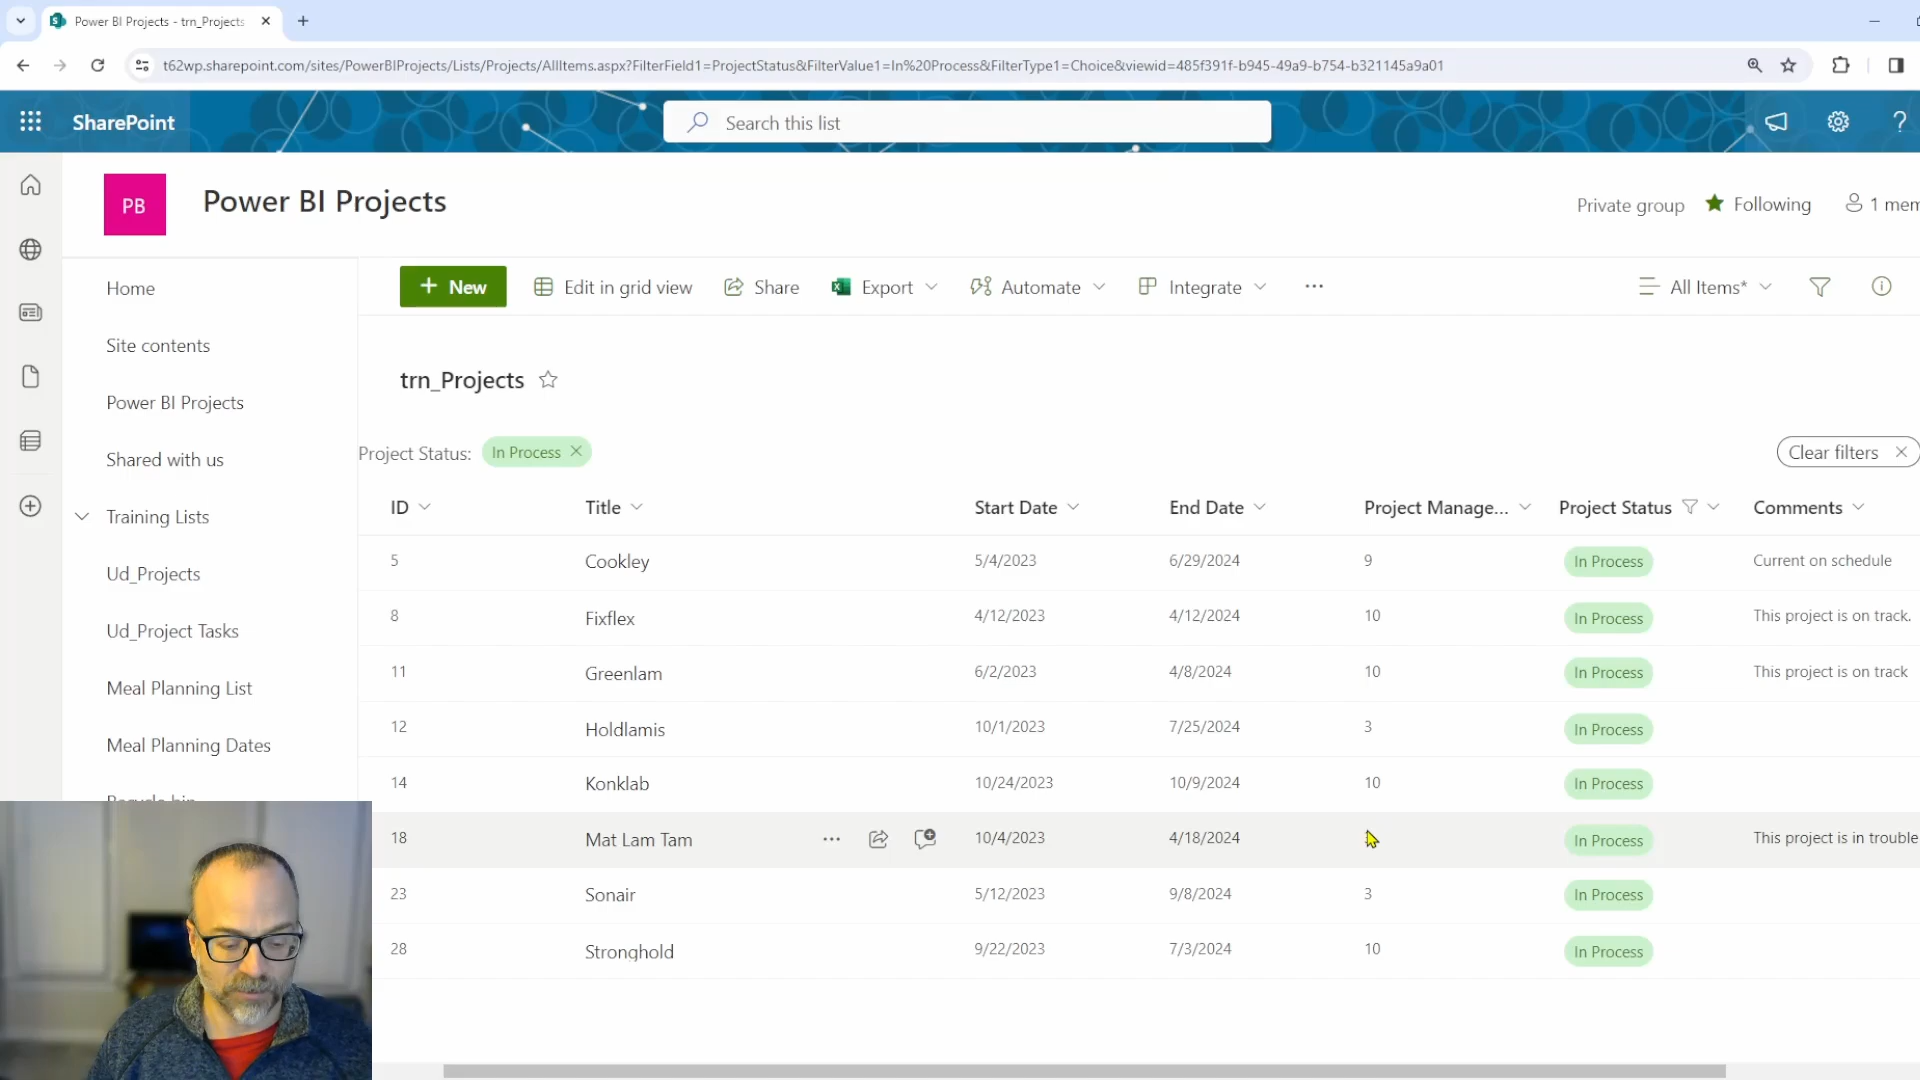 Power BI Projects - trn_Projects
t62wp.sharepoint.com/sites/PowerBIProjects/Lists/Projects/AllItems.aspx?FilterField1=ProjectStatus&FilterValue1=In%20Process&FilterType1=Choice&viewid=485f391f-b945-49a9-b754-b321145a9a01
SharePoint
Search this list
?
PB
Power BI Projects
Private group
Following
1 mem
Home
Site contents
Power BI Projects
Shared with us
Training Lists
Ud_Projects
Ud_Project Tasks
Meal Planning List
Meal Planning Dates
+ New
Edit in grid view
Share
Export
Automate
Integrate
All Items*
trn_Projects
Project Status: In Process
Clear filters
ID Title Start Date End Date Project Manage... Project Status Comments
5 Cookley 5/4/2023 6/29/2024 9 In Process Current on schedule
8 Fixflex 4/12/2023 4/12/2024 10 In Process This project is on track.
11 Greenlam 6/2/2023 4/8/2024 10 In Process This project is on track
12 Holdlamis 10/1/2023 7/25/2024 3 In Process
14 Konklab 10/24/2023 10/9/2024 10 In Process
18 Mat Lam Tam 10/4/2023 4/18/2024 In Process This project is in trouble
23 Sonair 5/12/2023 9/8/2024 3 In Process
28 Stronghold 9/22/2023 7/3/2024 10 In Process